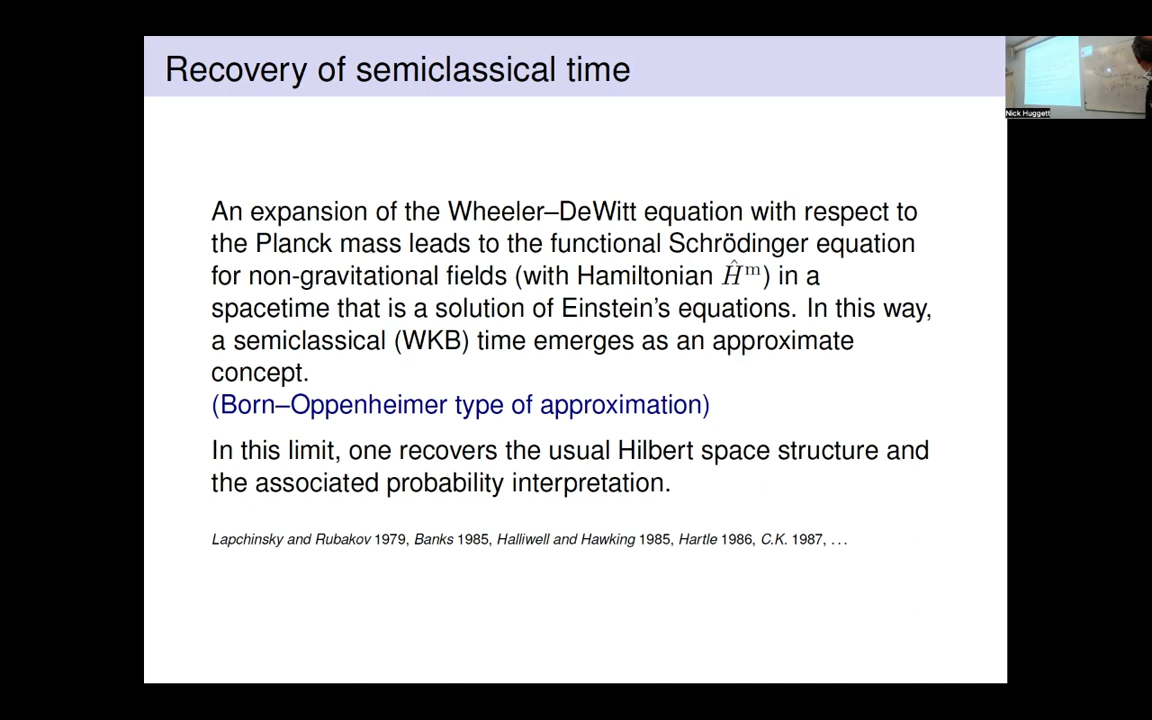 Recovery of semiclassical time
Nick Huggett
An expansion of the Wheeler–DeWitt equation with respect to
the Planck mass leads to the functional Schrödinger equation
for non-gravitational fields (with Hamiltonian Ĥᵐ) in a
spacetime that is a solution of Einstein's equations. In this way,
a semiclassical (WKB) time emerges as an approximate
concept.
(Born–Oppenheimer type of approximation)
In this limit, one recovers the usual Hilbert space structure and
the associated probability interpretation.
Lapchinsky and Rubakov 1979, Banks 1985, Halliwell and Hawking 1985, Hartle 1986, C.K. 1987, ...